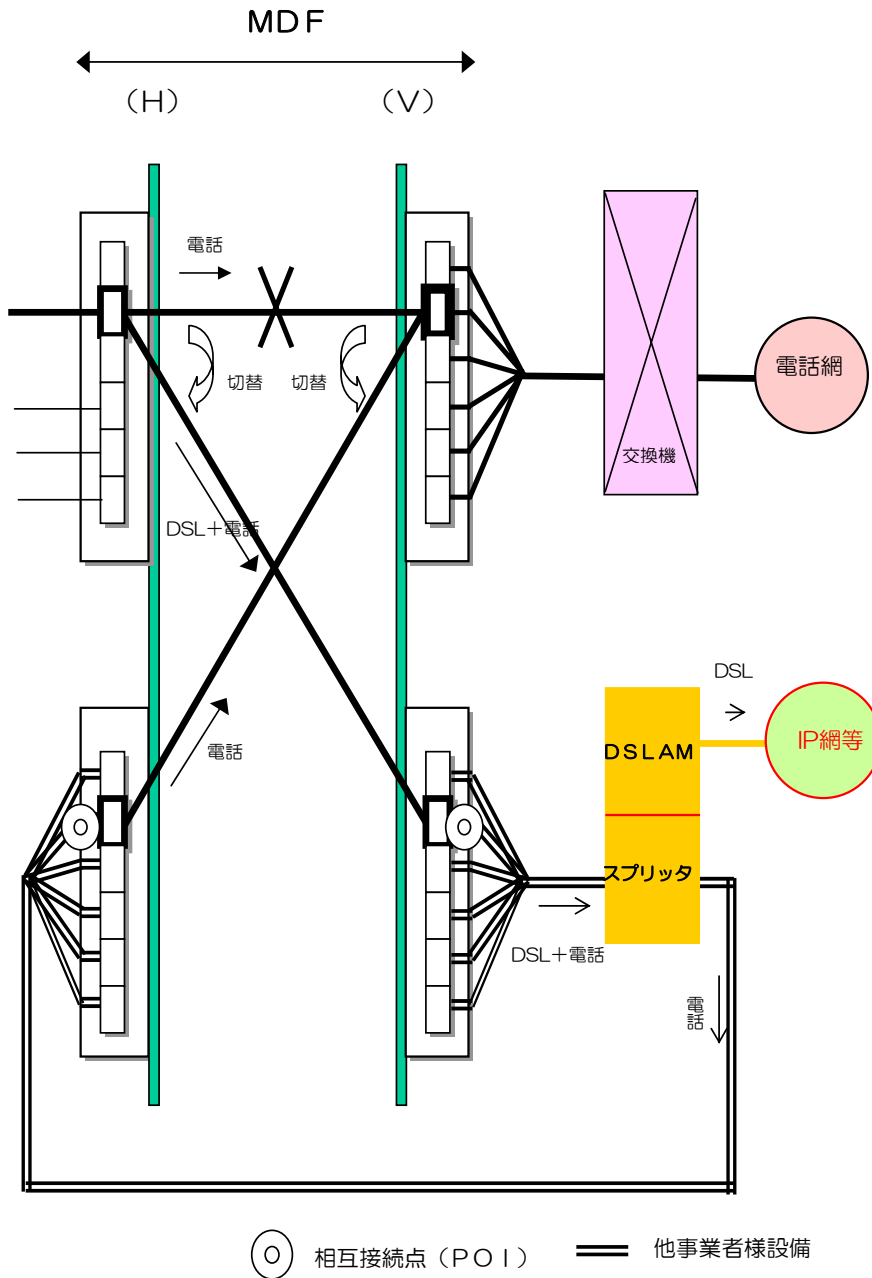 MDF
（H）
（V）
電話
切替
切替
電話網
交換機
DSL＋電話
DSL
DSLAM
IP網等
電話
スプリッタ
DSL＋電話
電話
相互接続点（POI）
他事業者様設備